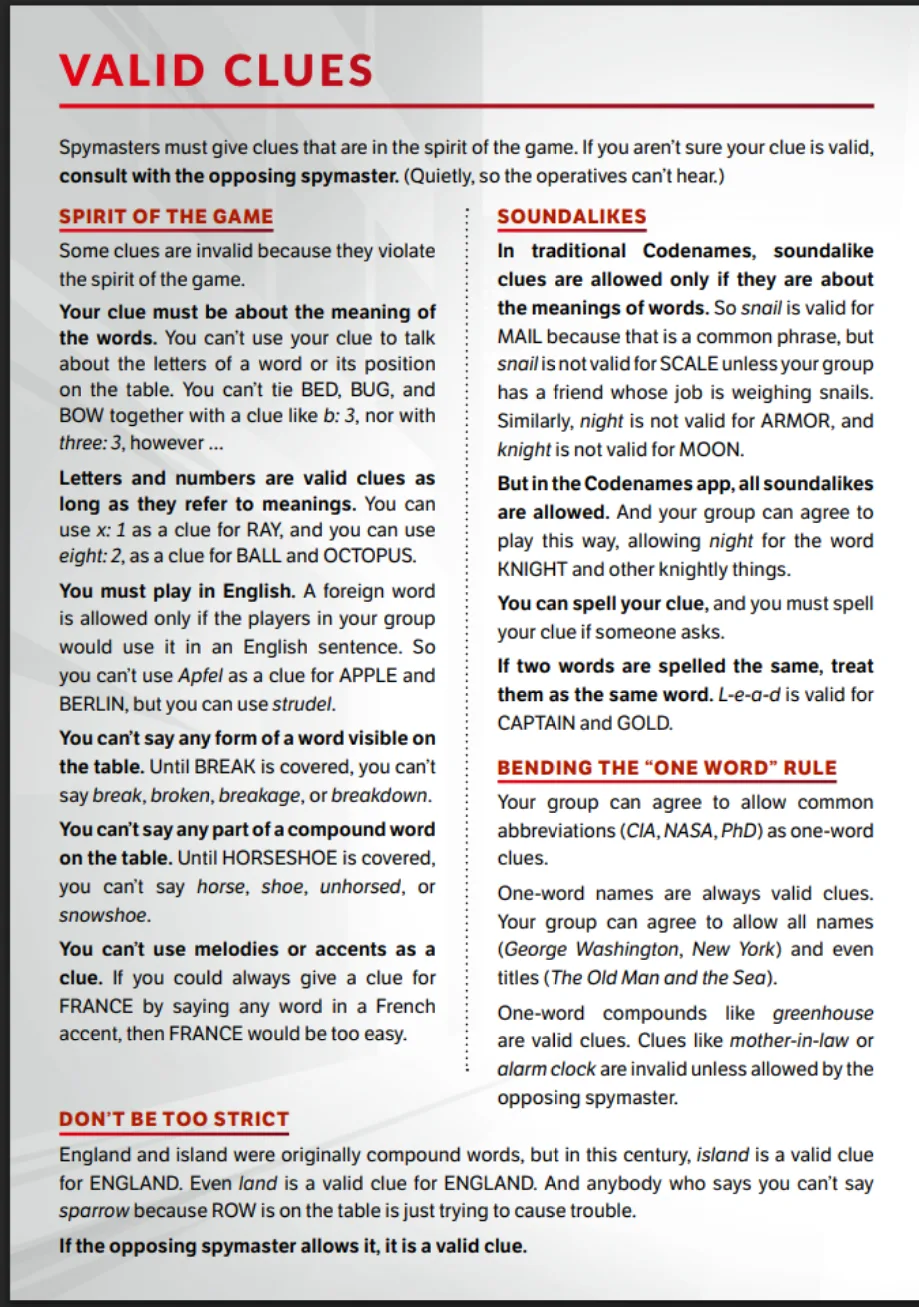 VALID CLUES
Spymasters must give clues that are in the spirit of the game. If you aren't sure your clue is valid,
consult with the opposing spymaster. (Quietly, so the operatives can't hear.)
SPIRIT OF THE GAME
Some clues are invalid because they violate
the spirit of the game.
Your clue must be about the meaning of
the words. You can't use your clue to talk
about the letters of a word or its position
on the table. You can't tie BED, BUG, and
BOW together with a clue like b: 3, nor with
three: 3, however ...
Letters and numbers are valid clues as
long as they refer to meanings. You can
use x: 1 as a clue for RAY, and you can use
eight: 2, as a clue for BALL and OCTOPUS.
You must play in English. A foreign word
is allowed only if the players in your group
would use it in an English sentence. So
you can't use Apfel as a clue for APPLE and
BERLIN, but you can use strudel.
You can't say any form of a word visible on
the table. Until BREAK is covered, you can't
say break, broken, breakage, or breakdown.
You can't say any part of a compound word
on the table. Until HORSESHOE is covered,
you can't say horse, shoe, unhorsed, or
snowshoe.
You can't use melodies or accents as a
clue. If you could always give a clue for
FRANCE by saying any word in a French
accent, then FRANCE would be too easy.
SOUNDALIKES
In traditional Codenames, soundalike
clues are allowed only if they are about
the meanings of words. So snail is valid for
MAIL because that is a common phrase, but
snail is not valid for SCALE unless your group
has a friend whose job is weighing snails.
Similarly, night is not valid for ARMOR, and
knight is not valid for MOON.
But in the Codenames app, all soundalikes
are allowed. And your group can agree to
play this way, allowing night for the word
KNIGHT and other knightly things.
You can spell your clue, and you must spell
your clue if someone asks.
If two words are spelled the same, treat
them as the same word. L-e-a-d is valid for
CAPTAIN and GOLD.
BENDING THE "ONE WORD" RULE
Your group can agree to allow common
abbreviations (CIA, NASA, PhD) as one-word
clues.
One-word names are always valid clues.
Your group can agree to allow all names
(George Washington, New York) and even
titles (The Old Man and the Sea).
One-word compounds like greenhouse
are valid clues. Clues like mother-in-law or
alarm clock are invalid unless allowed by the
opposing spymaster.
DON'T BE TOO STRICT
England and island were originally compound words, but in this century, island is a valid clue
for ENGLAND. Even land is a valid clue for ENGLAND. And anybody who says you can't say
sparrow because ROW is on the table is just trying to cause trouble.
If the opposing spymaster allows it, it is a valid clue.